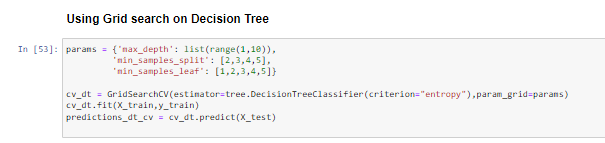 Using Grid search on Decision Tree
In [53]: params = {'max_depth': list(range(1,10)),
'min_samples_split': [2,3,4,5],
'min_samples_leaf': [1,2,3,4,5]}
cv_dt = GridSearchCV(estimator=tree.DecisionTreeClassifier(criterion="entropy"),param_grid=params)
cv_dt.fit(X_train,y_train)
predictions_dt_cv = cv_dt.predict(X_test)